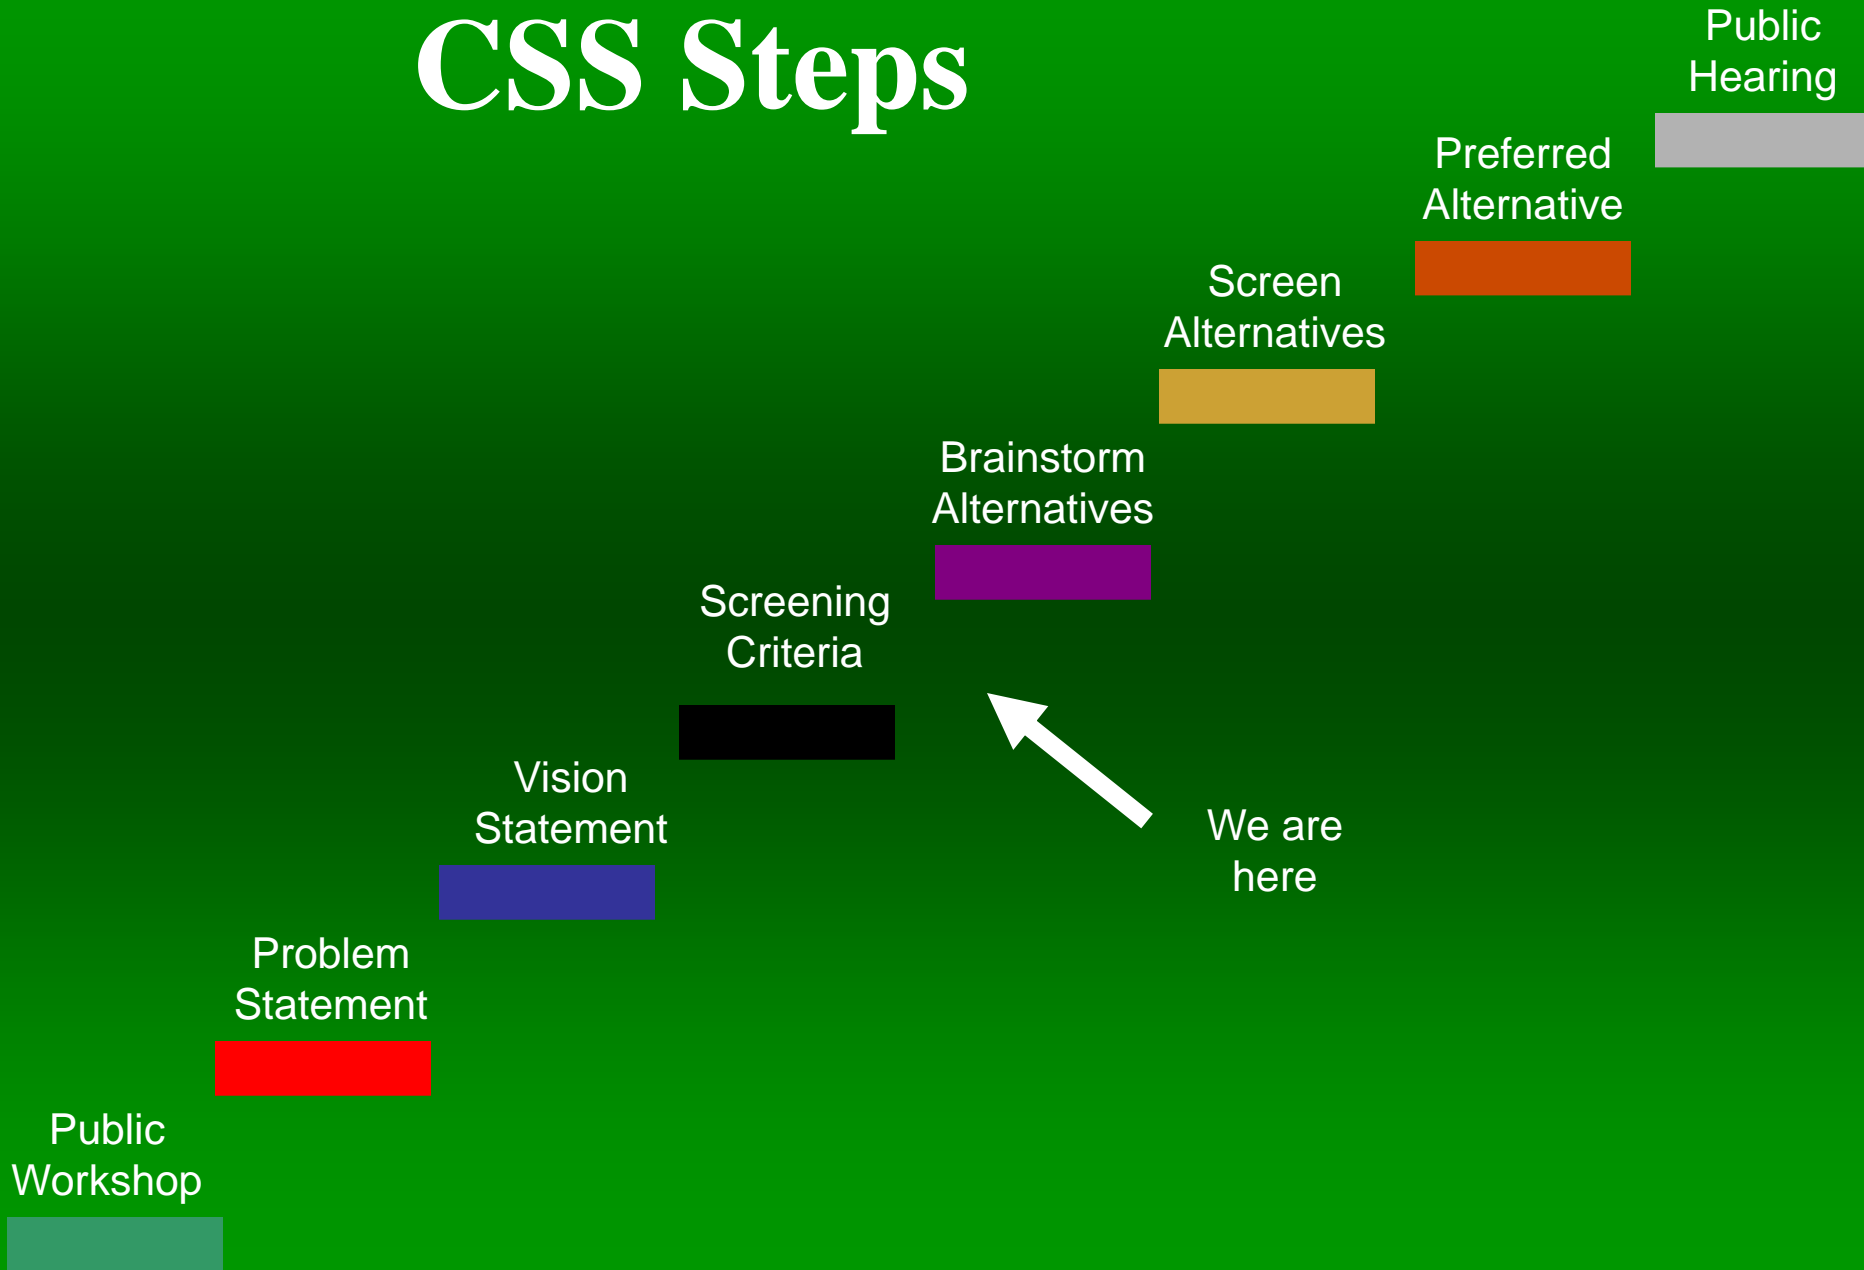 CSS Steps
Public
Hearing
Preferred
Alternative
Screen
Alternatives
Brainstorm
Alternatives
Screening
Criteria
Vision
Statement
We are
here
Problem
Statement
Public
Workshop